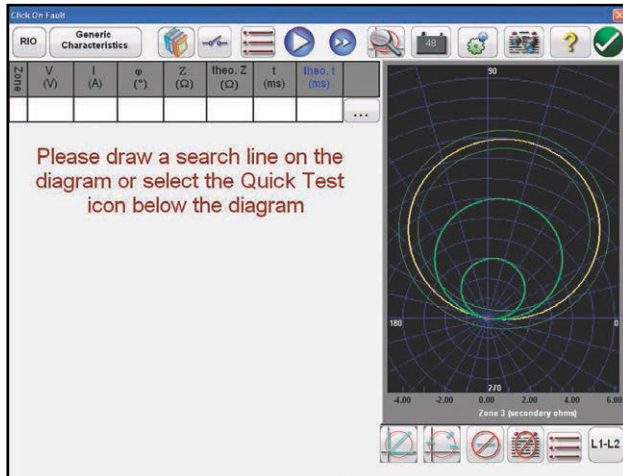 Click On Fault
RIO
Generic
Characteristics
48
?
zone
V
(V)
I
(A)
φ
(°)
Z
(Ω)
theo. Z
(Ω)
t
(ms)
theo. t
(ms)
...
Please draw a search line on the
diagram or select the Quick Test
icon below the diagram
90
180
0
270
-4.00 -2.00 0.00 2.00 4.00 6.00
Zone 3 (secondary ohms)
L1-L2